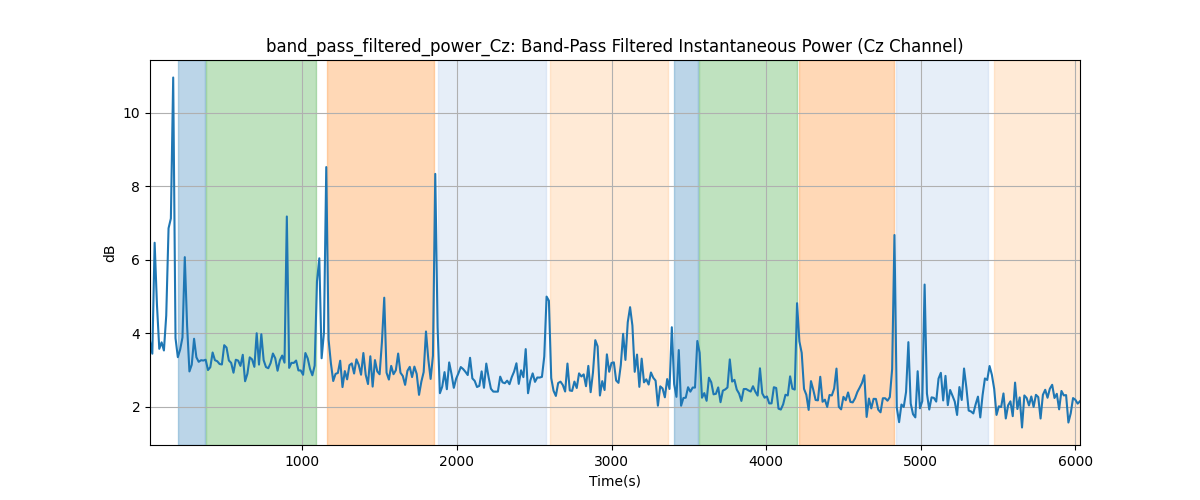 band_pass_filtered_power_Cz: Band-Pass Filtered Instantaneous Power (Cz Channel)
10
8
6
4
2
dB
1000 2000 3000 4000 5000 6000
Time(s)